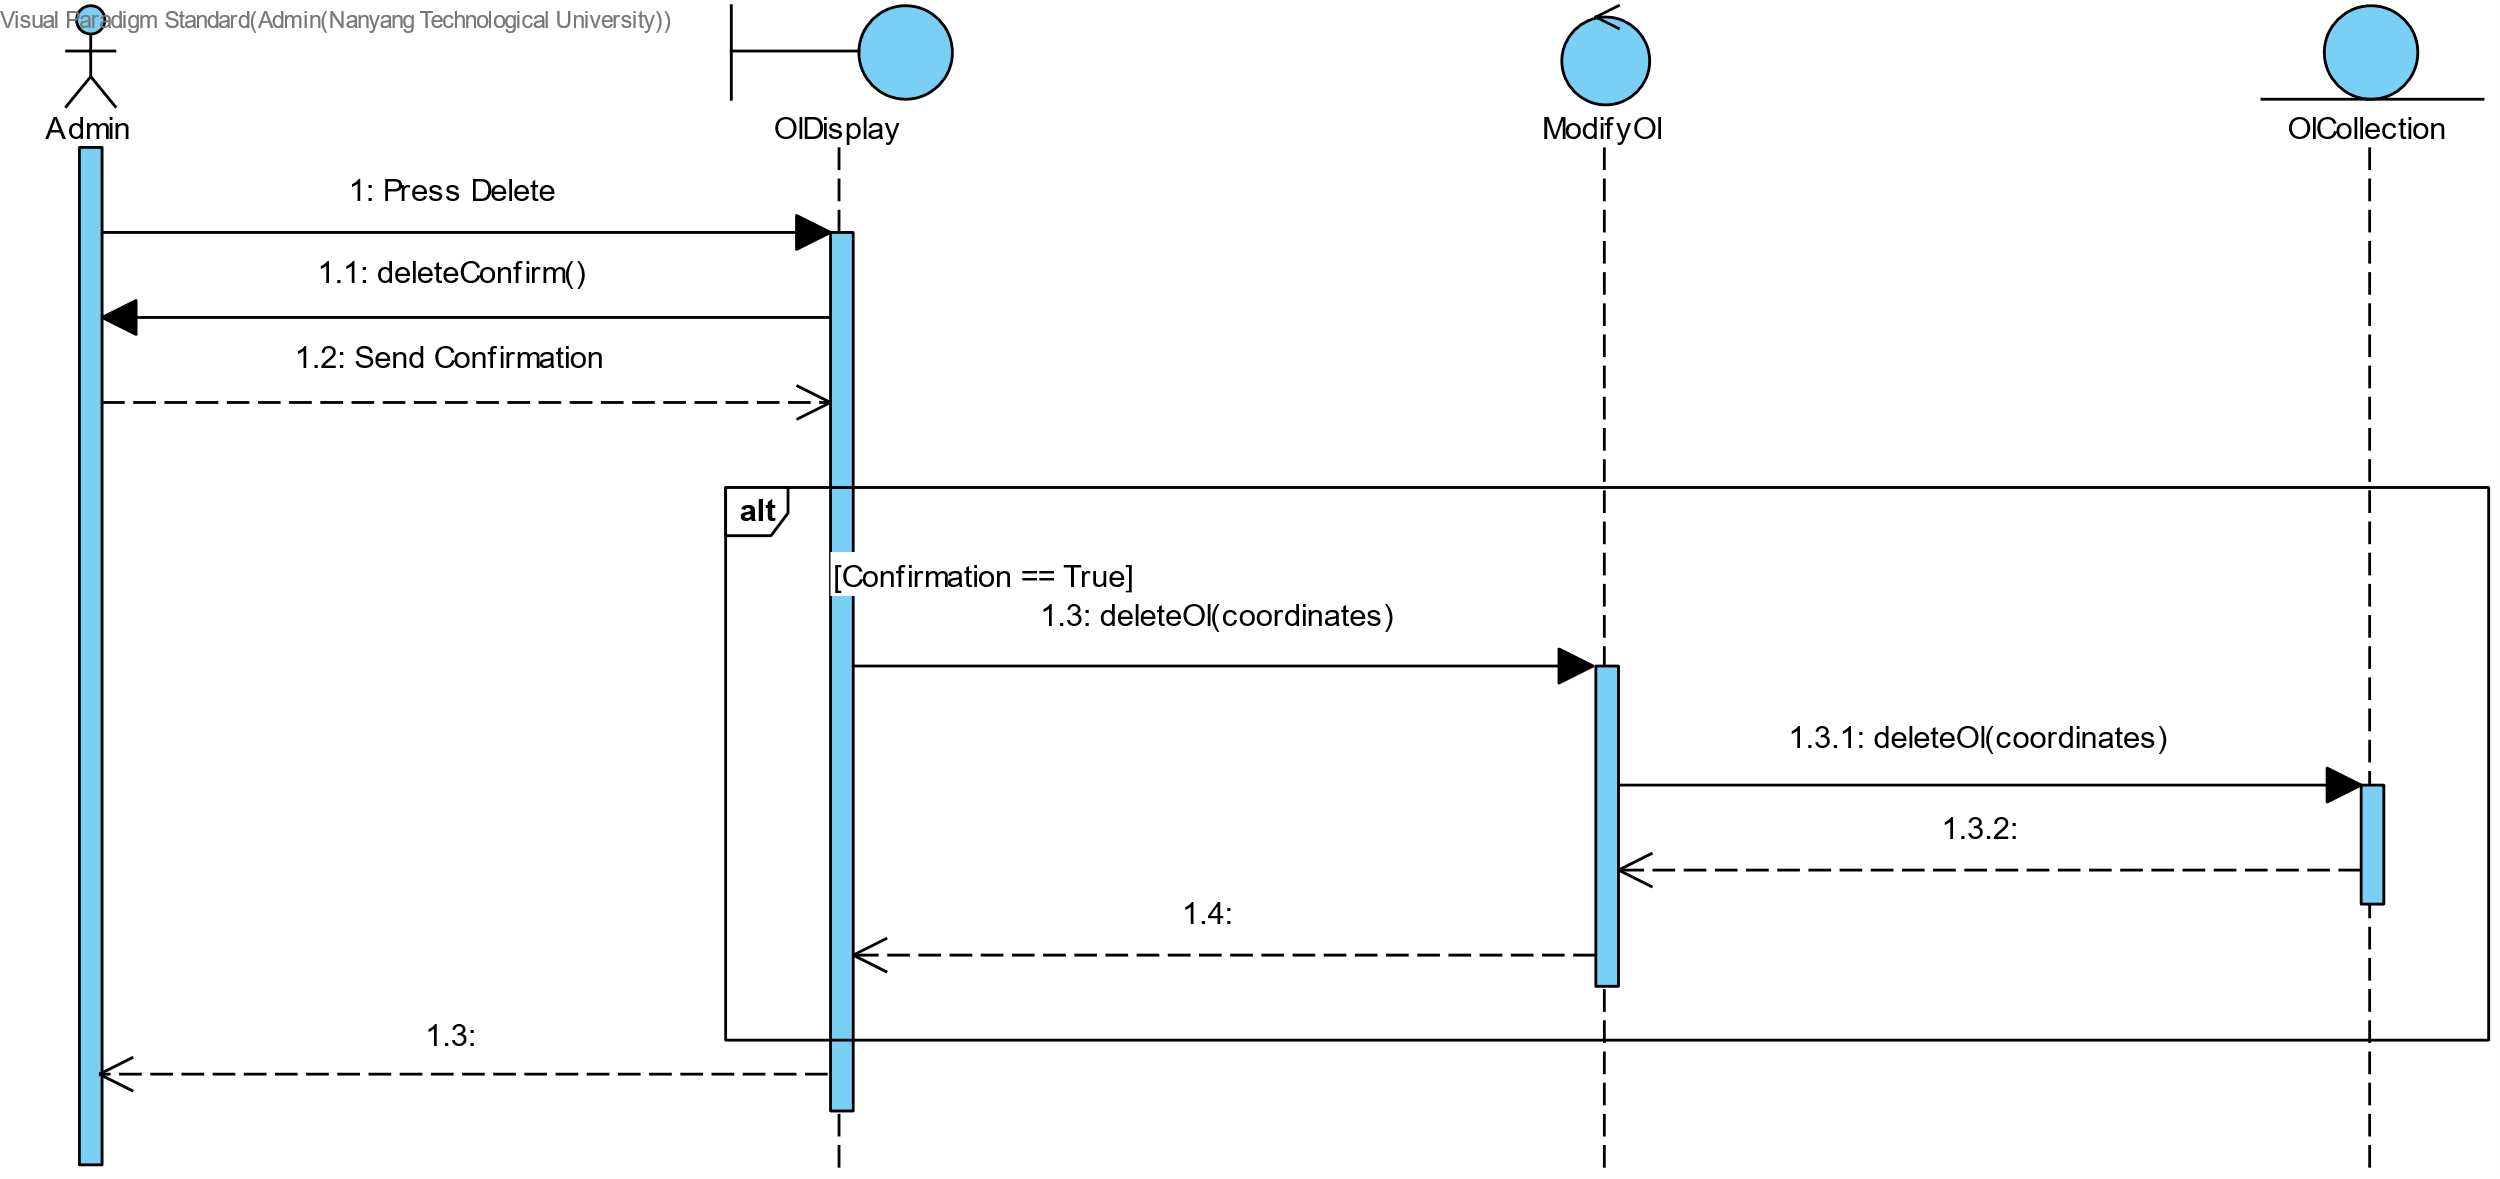 Visual Paradigm Standard(Admin(Nanyang Technological University))
Admin
OIDisplay
ModifyOI
OICollection
1: Press Delete
1.1: deleteConfirm()
1.2: Send Confirmation
alt
[Confirmation == True]
1.3: deleteOI(coordinates)
1.3.1: deleteOI(coordinates)
1.3.2:
1.4:
1.3: